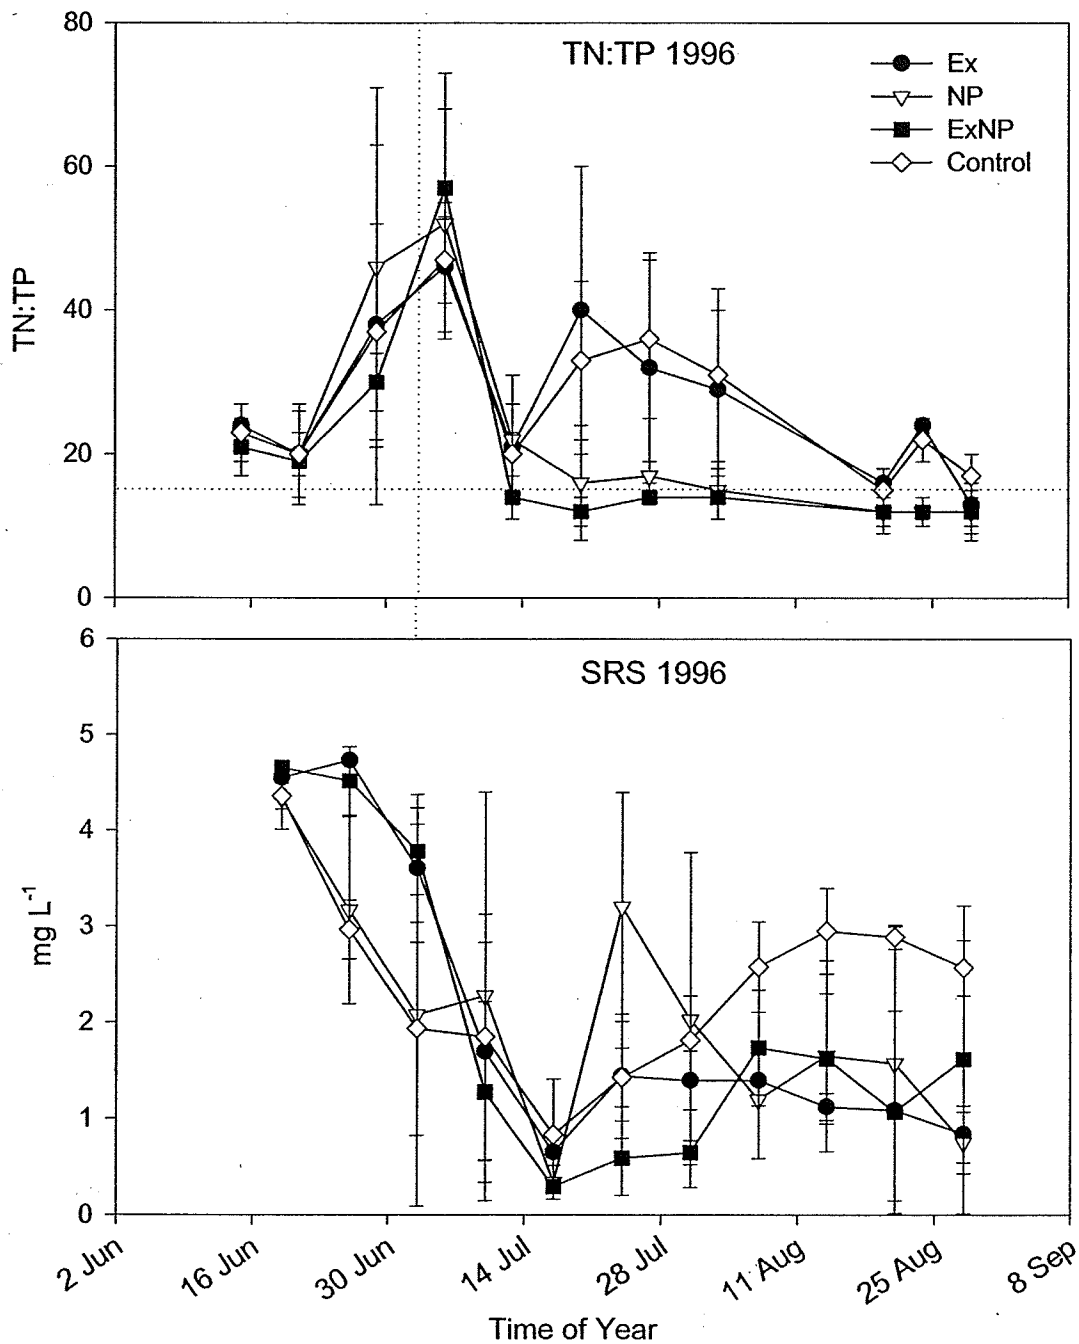 TN:TP 1996
Ex
NP
ExNP
Control
80
60
40
20
0
TN:TP
SRS 1996
6
5
4
3
2
1
0
mg L-1
2 Jun
16 Jun
30 Jun
14 Jul
28 Jul
11 Aug
25 Aug
8 Sep
Time of Year